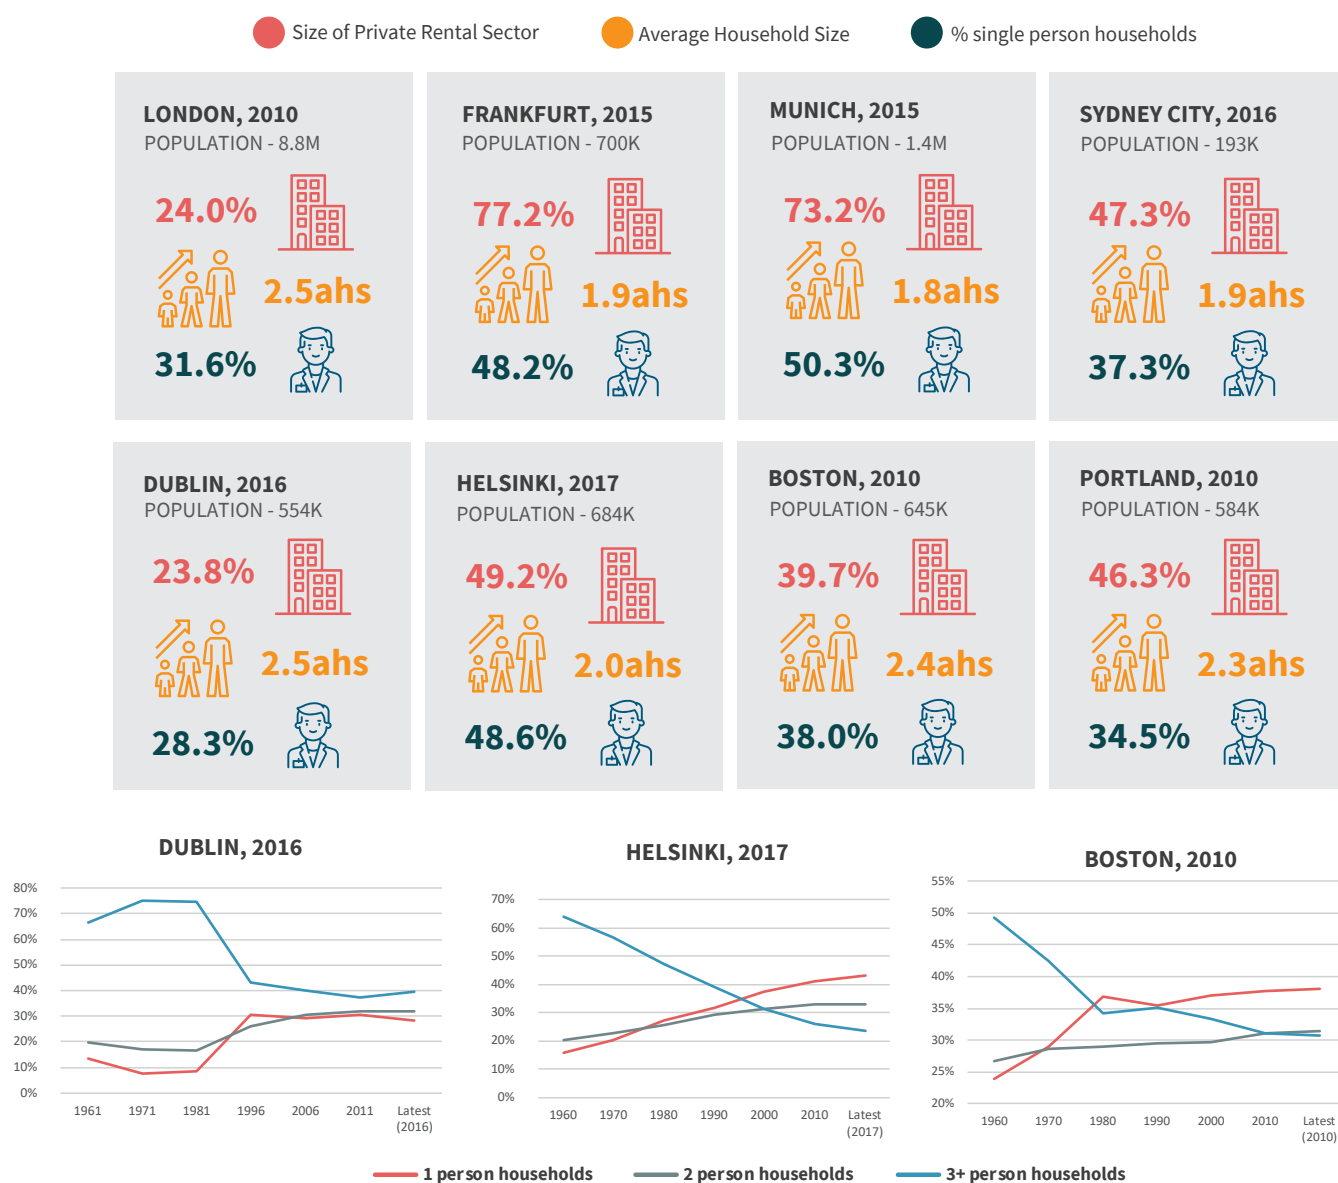 Size of Private Rental Sector
Average Household Size
% single person households
LONDON, 2010
POPULATION - 8.8M
24.0%
2.5ahs
31.6%
FRANKFURT, 2015
POPULATION - 700K
77.2%
1.9ahs
48.2%
MUNICH, 2015
POPULATION - 1.4M
73.2%
1.8ahs
50.3%
SYDNEY CITY, 2016
POPULATION - 193K
47.3%
1.9ahs
37.3%
DUBLIN, 2016
POPULATION - 554K
23.8%
2.5ahs
28.3%
HELSINKI, 2017
POPULATION - 684K
49.2%
2.0ahs
48.6%
BOSTON, 2010
POPULATION - 645K
39.7%
2.4ahs
38.0%
PORTLAND, 2010
POPULATION - 584K
46.3%
2.3ahs
34.5%
DUBLIN, 2016
80%
70%
60%
50%
40%
30%
20%
10%
0%
1961 1971 1981 1996 2006 2011 Latest
(2016)
HELSINKI, 2017
70%
60%
50%
40%
30%
20%
10%
0%
1960 1970 1980 1990 2000 2010 Latest
(2017)
BOSTON, 2010
55%
50%
45%
40%
35%
30%
25%
20%
1960 1970 1980 1990 2000 2010 Latest
(2010)
1 person households
2 person households
3+ person households